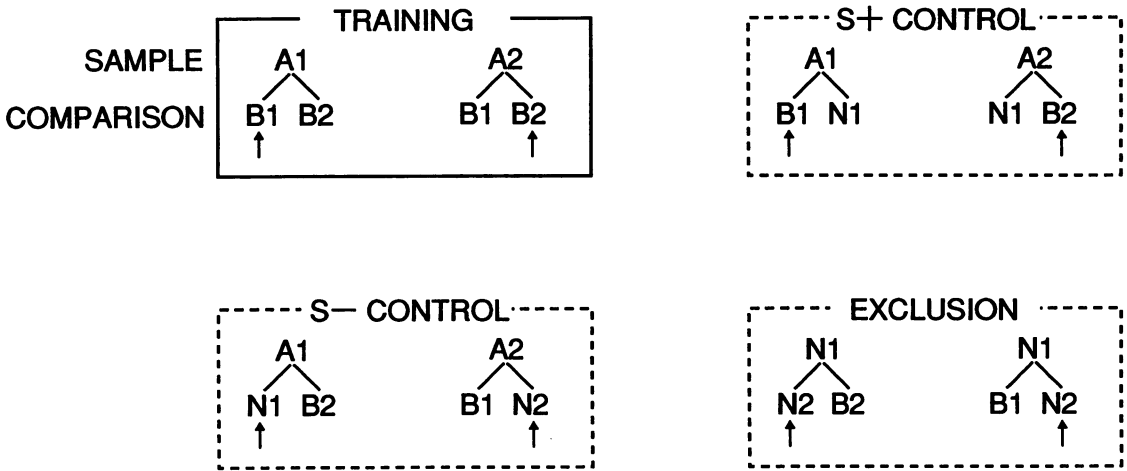 TRAINING S+ CONTROL
SAMPLE A1 A2 A1 A2
COMPARISON B1 B2 B1 B2 B1 N1 N1 B2
S— CONTROL EXCLUSION
A1 A2 N1 N1
N1 B2 B1 N2 N2 B2 B1 N2